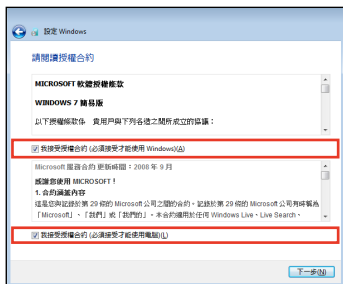 設定 Windows
請閱讀授權合約
MICROSOFT 軟體授權條款
WINDOWS 7 簡易版
以下授權條款係 貴用戶與下列各造之間所成立的協議：
我接受授權合約 (必須接受才能使用 Windows)(A)
Microsoft 服務合約 更新時間：2008 年 9 月
感謝您使用 MICROSOFT！
1. 合約涵蓋內容
這是您與記錄於第 29 條的 Microsoft 公司之間的合約。記錄於第 29 條的 Microsoft 公司有時稱為
「Microsoft」、「我們」或「我們的」。本合約適用於任何 Windows Live、Live Search、
我接受授權合約 (必須接受才能使用電腦)(L)
下一步(N)